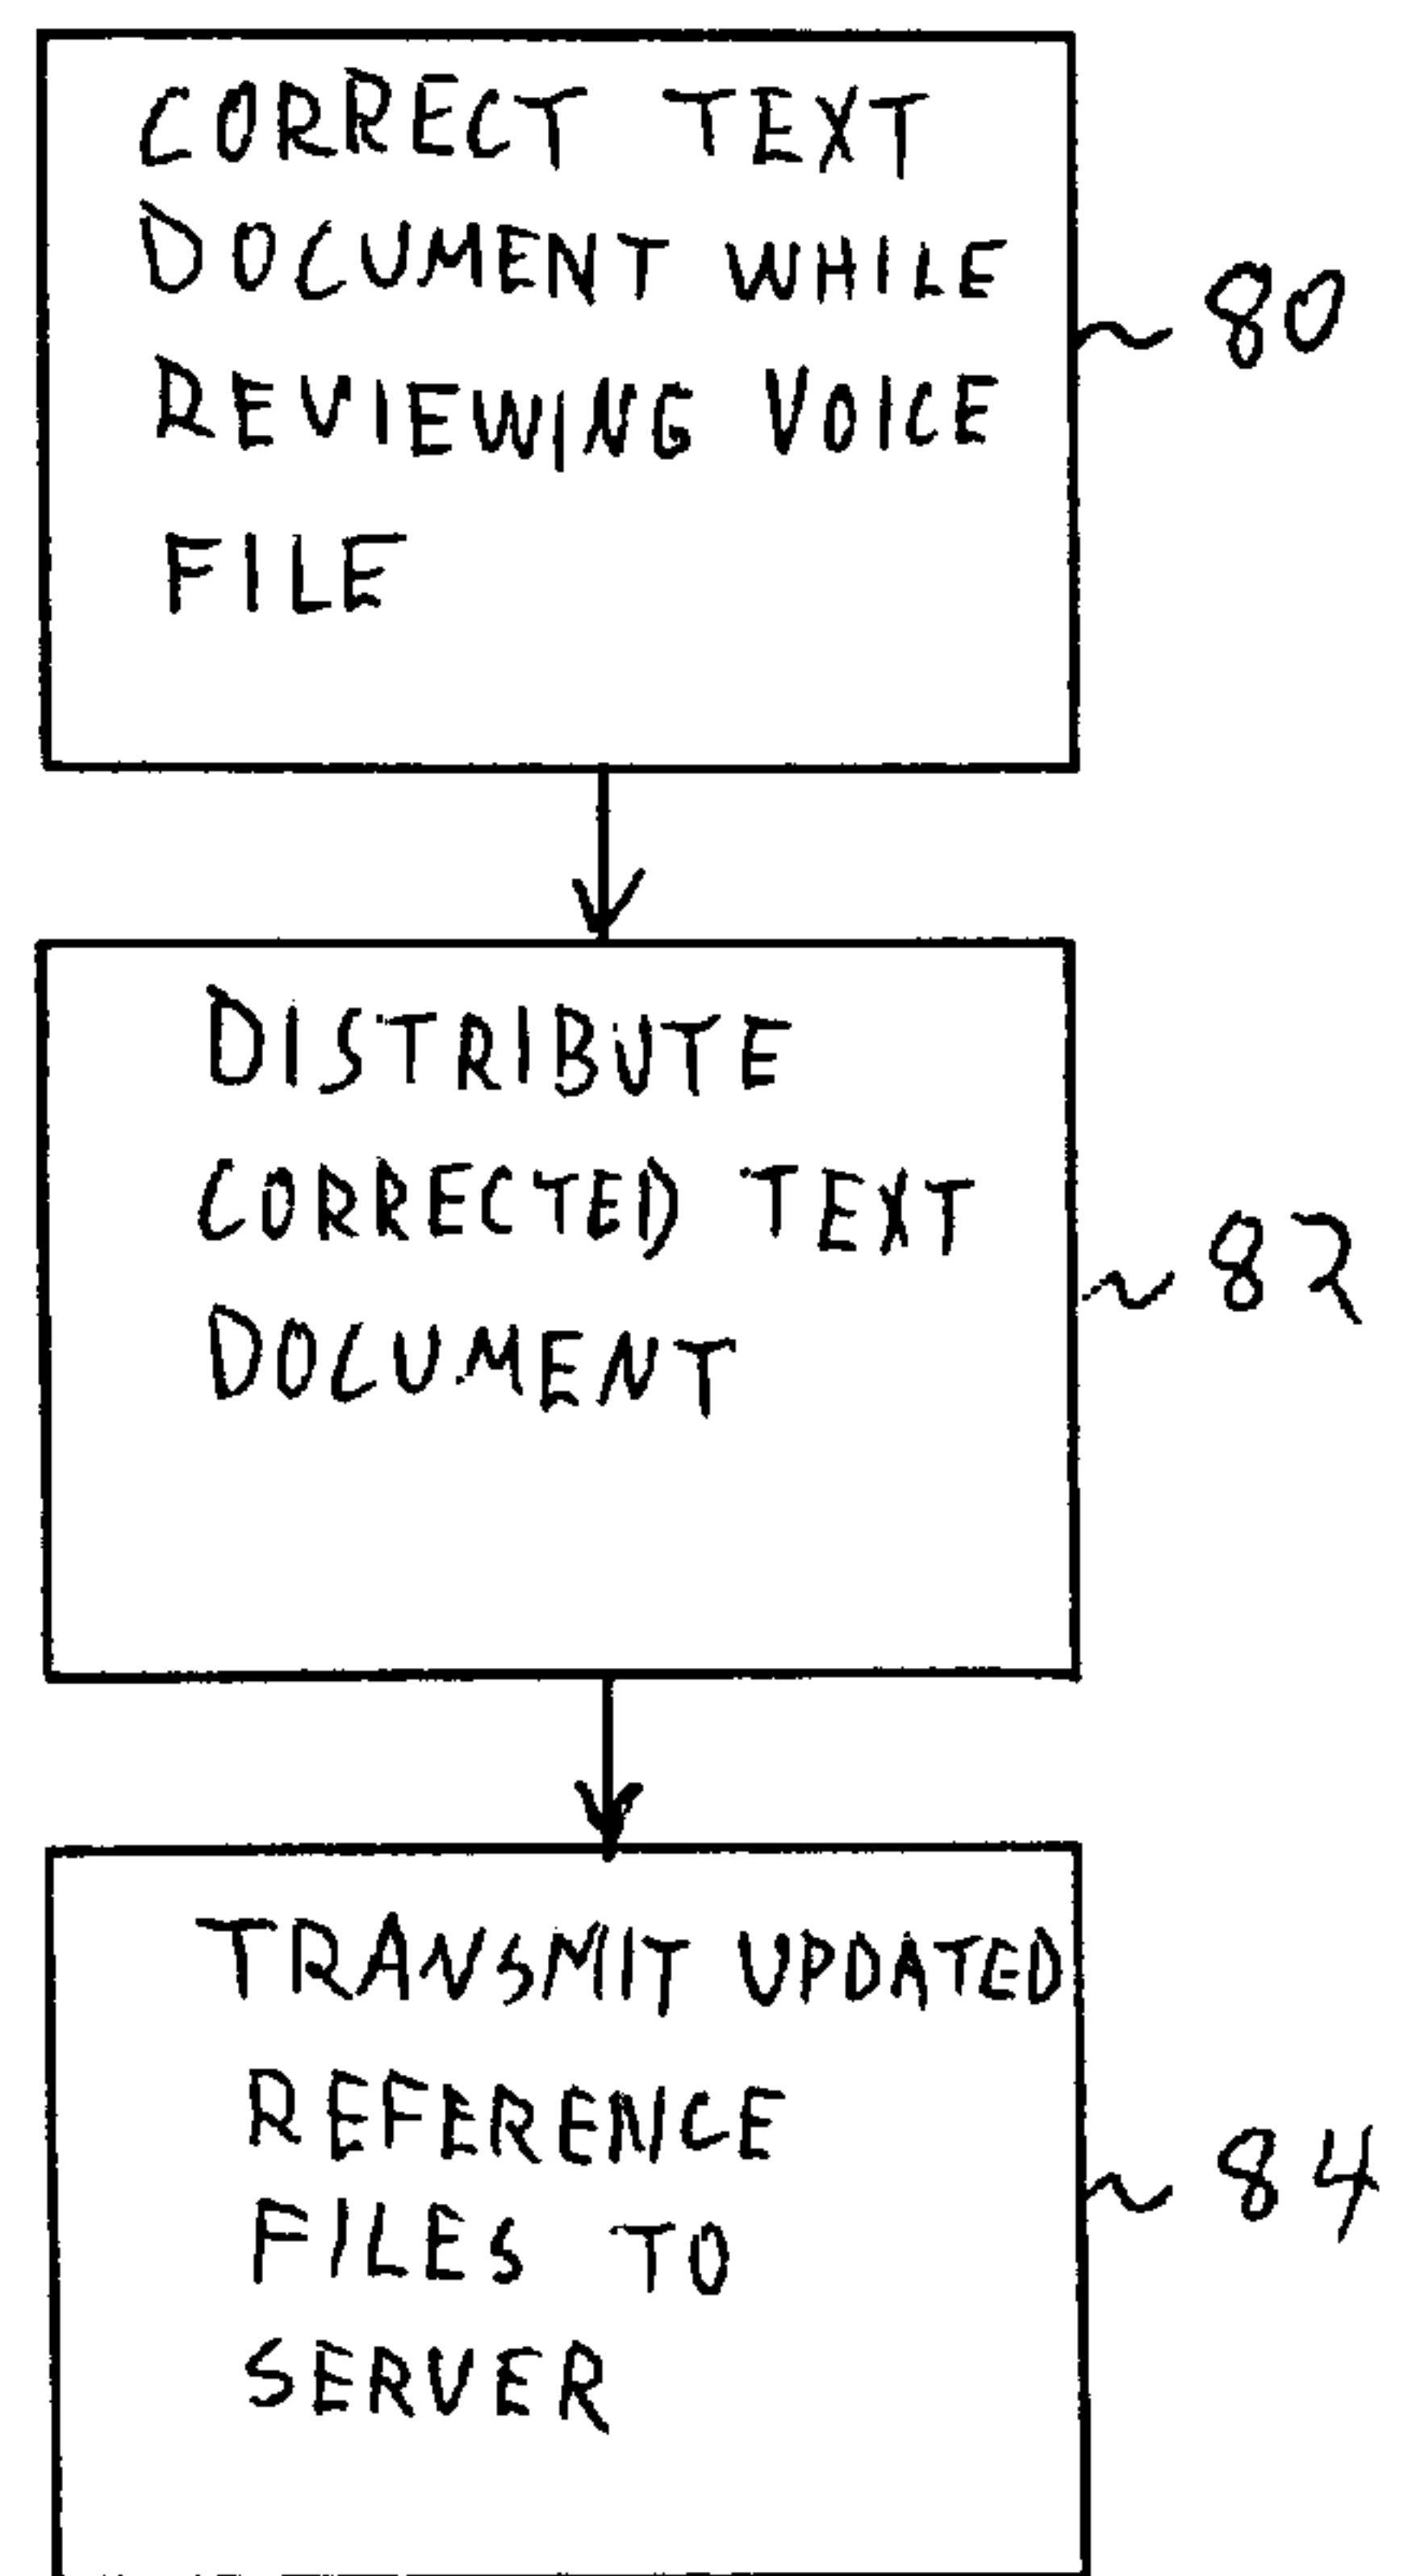 CORRECT TEXT
DOCUMENT WHILE
REVIEWING VOICE
FILE
80
DISTRIBUTE
CORRECTED TEXT
DOCUMENT
82
TRANSMIT UPDATED
REFERENCE
FILES TO
SERVER
84